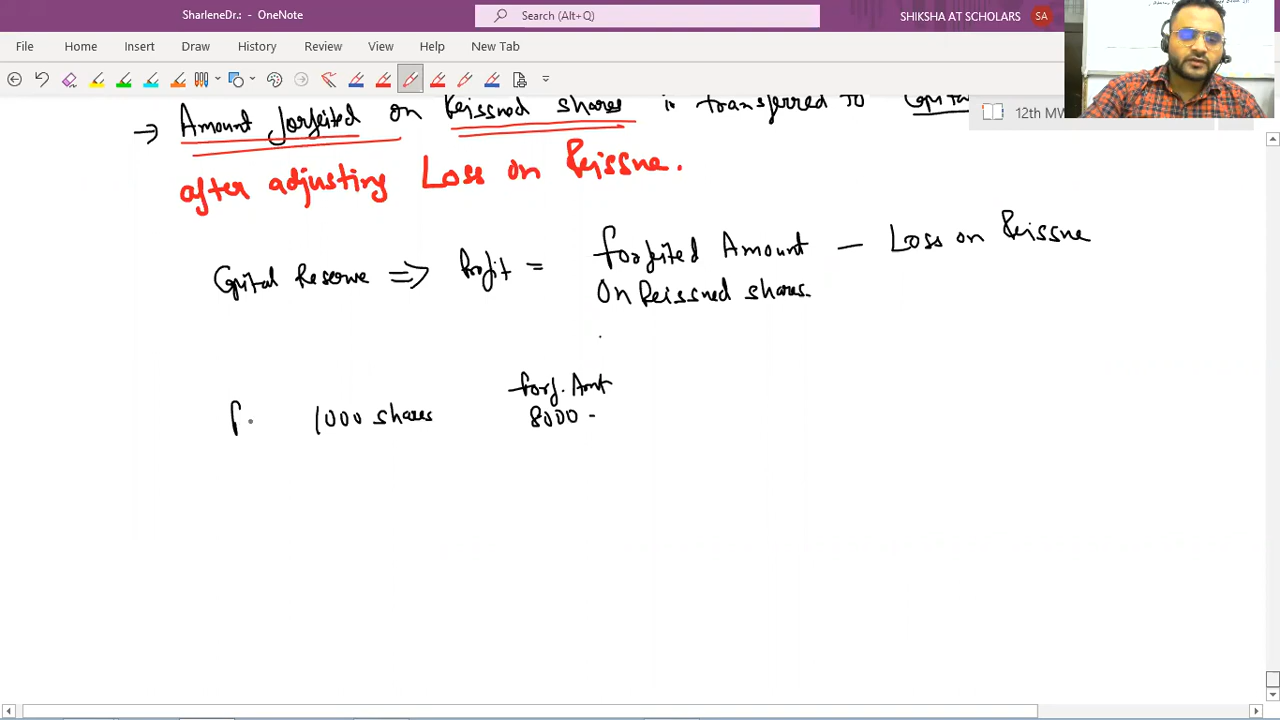 SharleneDr.: - OneNote
Search (Alt+Q)
SHIKSHA AT SCHOLARS SA
File Home Insert Draw History Review View Help New Tab
→ Amount forfeited on Reissued shares is transferred to
12th MW
after adjusting Loss on Reissue.
Capital Reserve ⇒ Profit = forfeited Amount — Loss on Reissue
On Reissued shares.
forf. Amt
1000 shares 8000 -